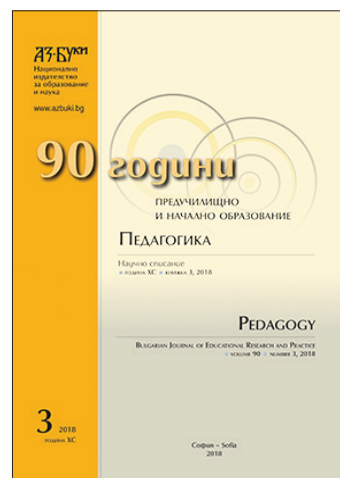 АЗ·БУКИ
Национално
издателство
за образование
и наука
www.azbuki.bg
90 години
ПРЕДУЧИЛИЩНО
И НАЧАЛНО ОБРАЗОВАНИЕ
ПЕДАГОГИКА
Научно списание
ГОДИНА XC КНИЖКА 3, 2018
PEDAGOGY
BULGARIAN JOURNAL OF EDUCATIONAL RESEARCH AND PRACTICE
VOLUME 90 NUMBER 3, 2018
3 2018
ГОДИНА XC
София – Sofia
2018